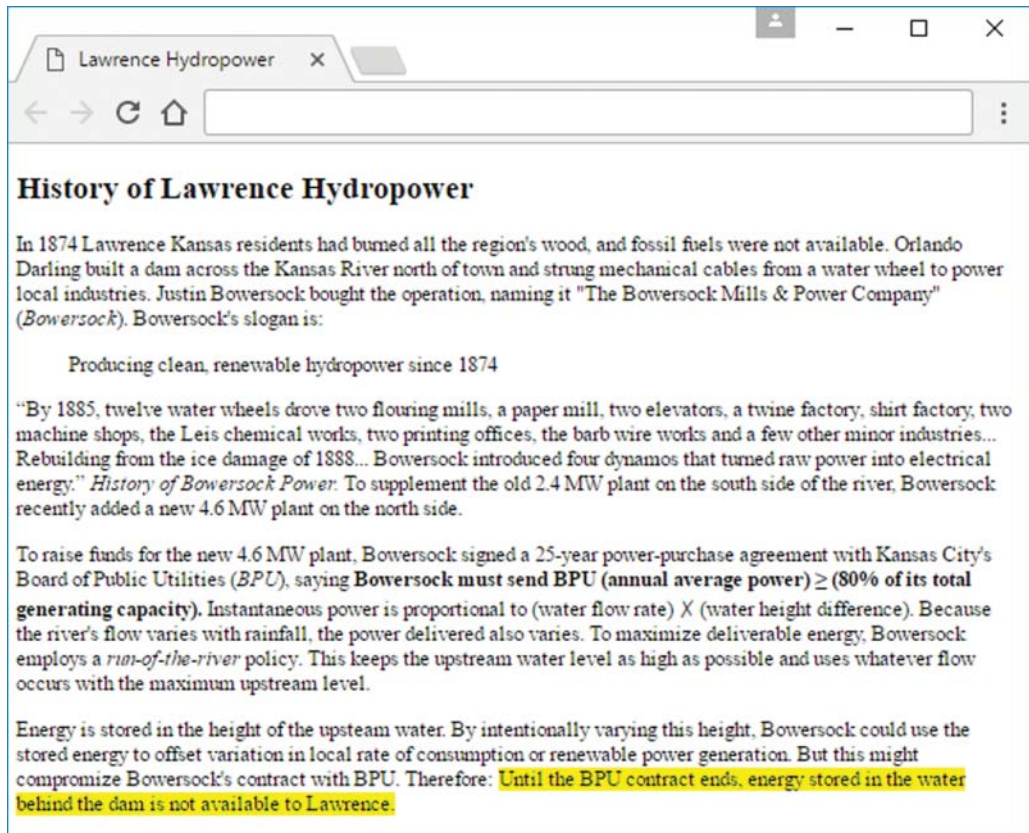 Lawrence Hydropower
History of Lawrence Hydropower
In 1874 Lawrence Kansas residents had burned all the region's wood, and fossil fuels were not available. Orlando
Darling built a dam across the Kansas River north of town and strung mechanical cables from a water wheel to power
local industries. Justin Bowersock bought the operation, naming it "The Bowersock Mills & Power Company"
(Bowersock). Bowersock's slogan is:
Producing clean, renewable hydropower since 1874
“By 1885, twelve water wheels drove two flouring mills, a paper mill, two elevators, a twine factory, shirt factory, two
machine shops, the Leis chemical works, two printing offices, the barb wire works and a few other minor industries...
Rebuilding from the ice damage of 1888... Bowersock introduced four dynamos that turned raw power into electrical
energy.” History of Bowersock Power. To supplement the old 2.4 MW plant on the south side of the river, Bowersock
recently added a new 4.6 MW plant on the north side.
To raise funds for the new 4.6 MW plant, Bowersock signed a 25-year power-purchase agreement with Kansas City's
Board of Public Utilities (BPU), saying Bowersock must send BPU (annual average power) ≥ (80% of its total
generating capacity). Instantaneous power is proportional to (water flow rate) X (water height difference). Because
the river's flow varies with rainfall, the power delivered also varies. To maximize deliverable energy, Bowersock
employs a run-of-the-river policy. This keeps the upstream water level as high as possible and uses whatever flow
occurs with the maximum upstream level.
Energy is stored in the height of the upsteam water. By intentionally varying this height, Bowersock could use the
stored energy to offset variation in local rate of consumption or renewable power generation. But this might
compromize Bowersock's contract with BPU. Therefore: Until the BPU contract ends, energy stored in the water
behind the dam is not available to Lawrence.